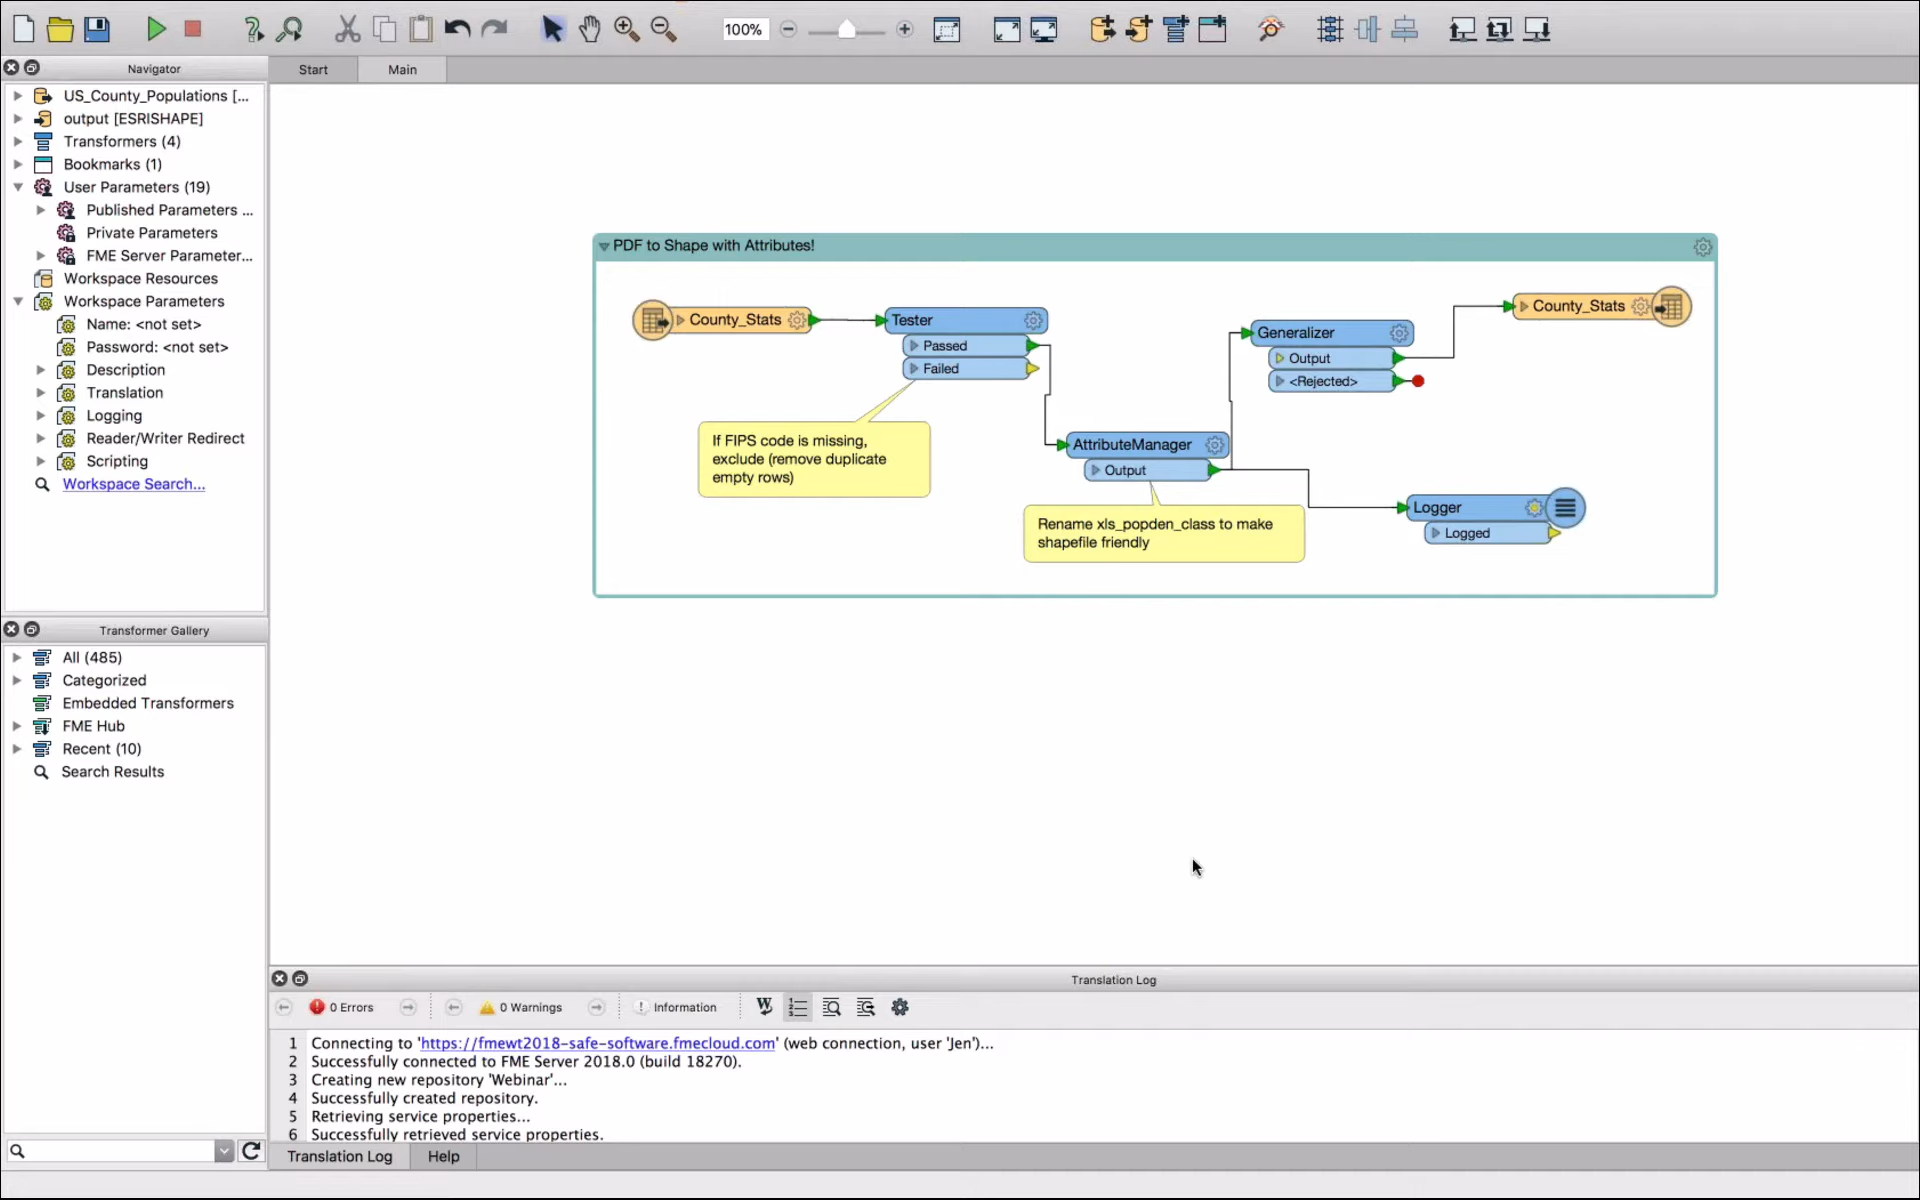 100%
Navigator
Start
Main
US_County_Populations [...
output [ESRISHAPE]
Transformers (4)
Bookmarks (1)
User Parameters (19)
Published Parameters ...
Private Parameters
FME Server Parameter...
Workspace Resources
Workspace Parameters
Name: <not set>
Password: <not set>
Description
Translation
Logging
Reader/Writer Redirect
Scripting
Workspace Search...
PDF to Shape with Attributes!
County_Stats
Tester
Passed
Failed
If FIPS code is missing,
exclude (remove duplicate
empty rows)
AttributeManager
Output
Rename xls_popden_class to make
shapefile friendly
Generalizer
Output
<Rejected>
County_Stats
Logger
Logged
Transformer Gallery
All (485)
Categorized
Embedded Transformers
FME Hub
Recent (10)
Search Results
Translation Log
0 Errors
0 Warnings
Information
1 Connecting to 'https://fmewt2018-safe-software.fmecloud.com' (web connection, user 'Jen')...
2 Successfully connected to FME Server 2018.0 (build 18270).
3 Creating new repository 'Webinar'...
4 Successfully created repository.
5 Retrieving service properties...
6 Successfully retrieved service properties.
Translation Log
Help